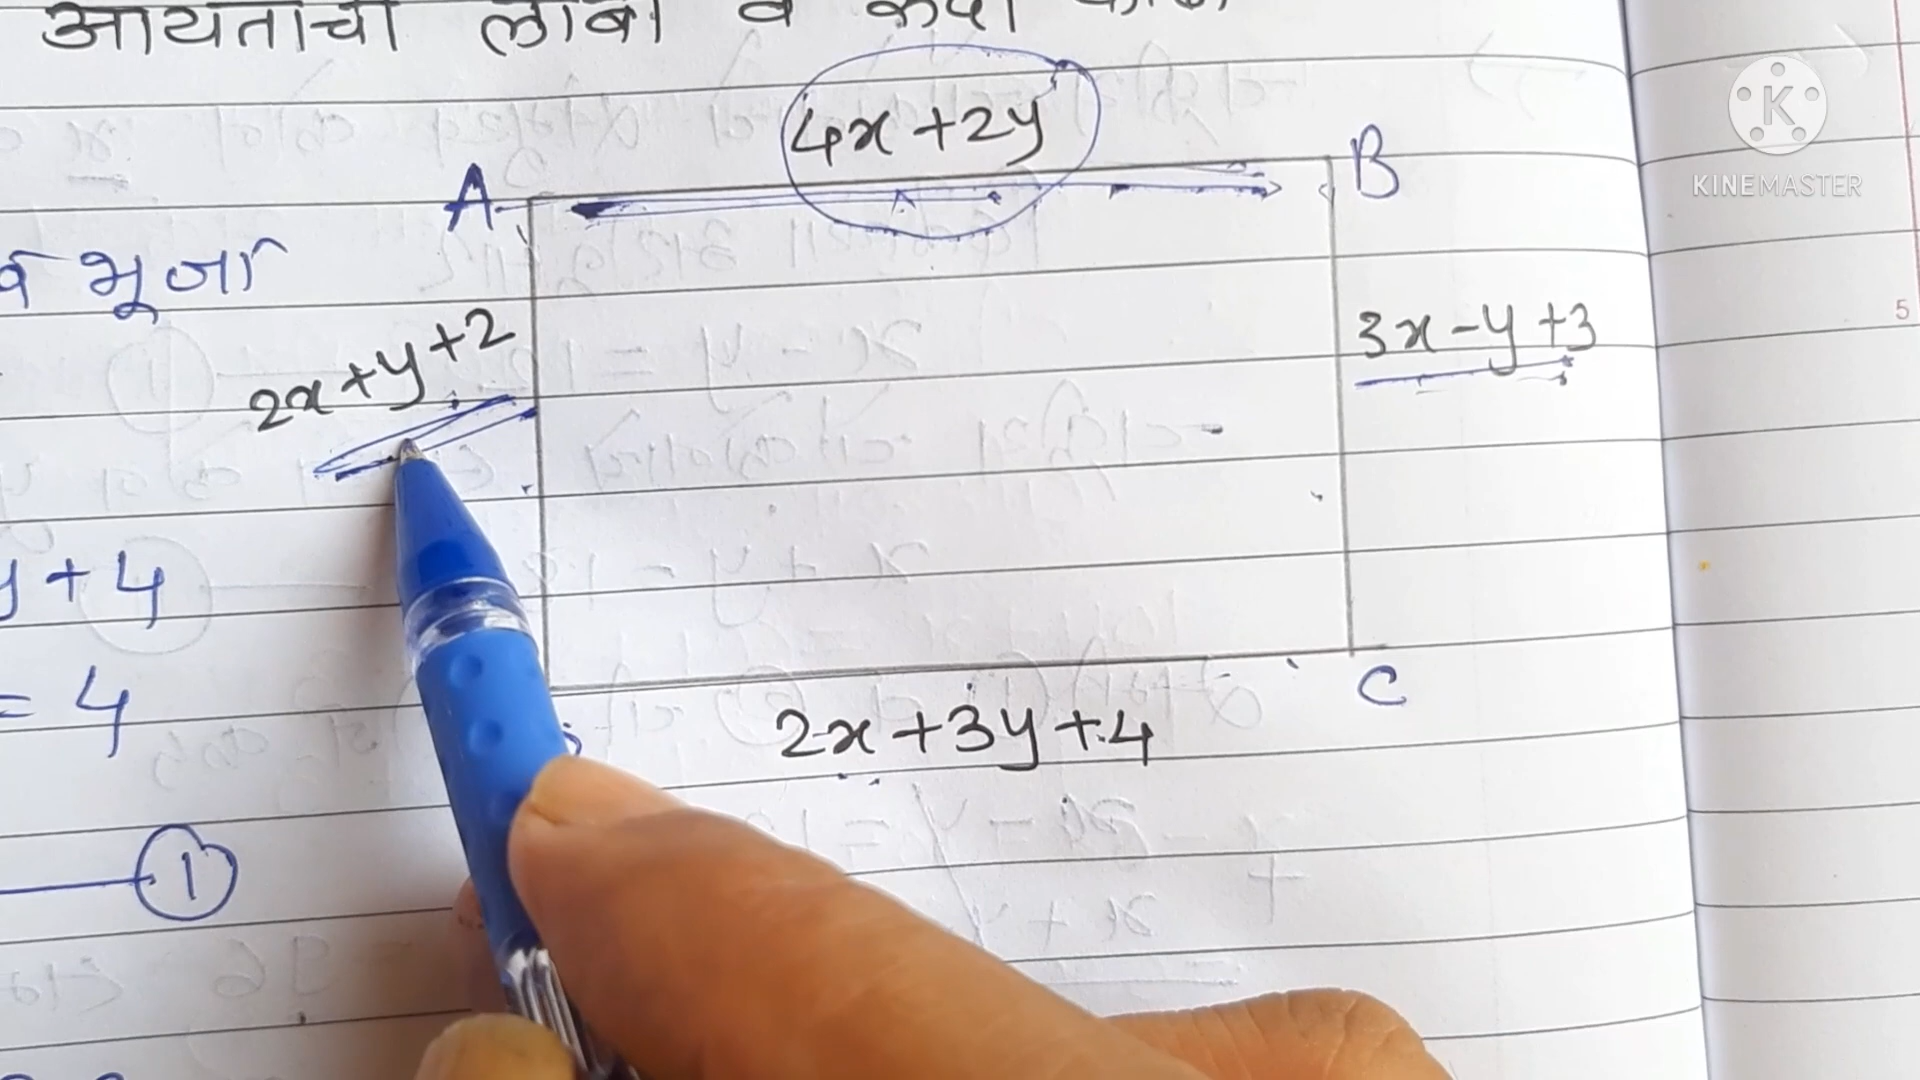 आयताची लांबी व रुंदी
4x+2y
A
B
KINEMASTER
भूजा
2x+y+2
3x-y+3
5
y+4
= 4
C
2x+3y+4
1